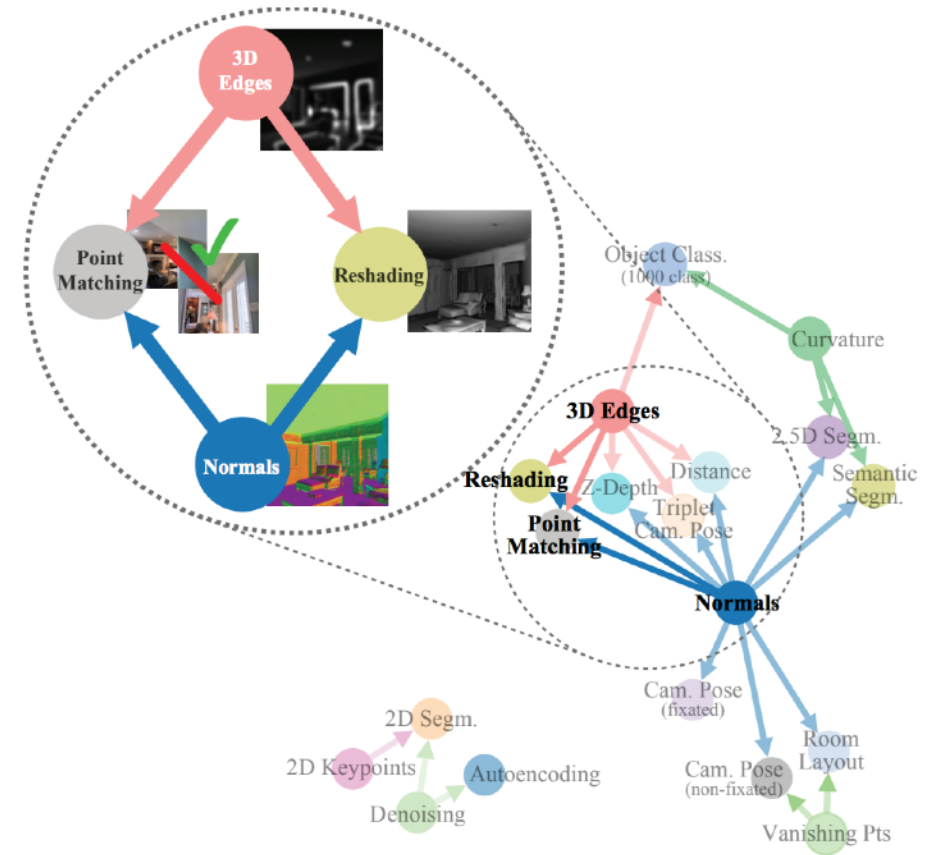 3D
Edges
Point
Matching
Reshading
Normals
Object Class.
(1000 class)
Curvature
3D Edges
2.5D Segm.
Reshading
Z-Depth
Distance
Semantic
Segm.
Triplet
Cam. Pose
Point
Matching
Normals
Cam. Pose
(fixated)
2D Segm.
Room
Layout
2D Keypoints
Autoencoding
Cam. Pose
(non-fixated)
Denoising
Vanishing Pts